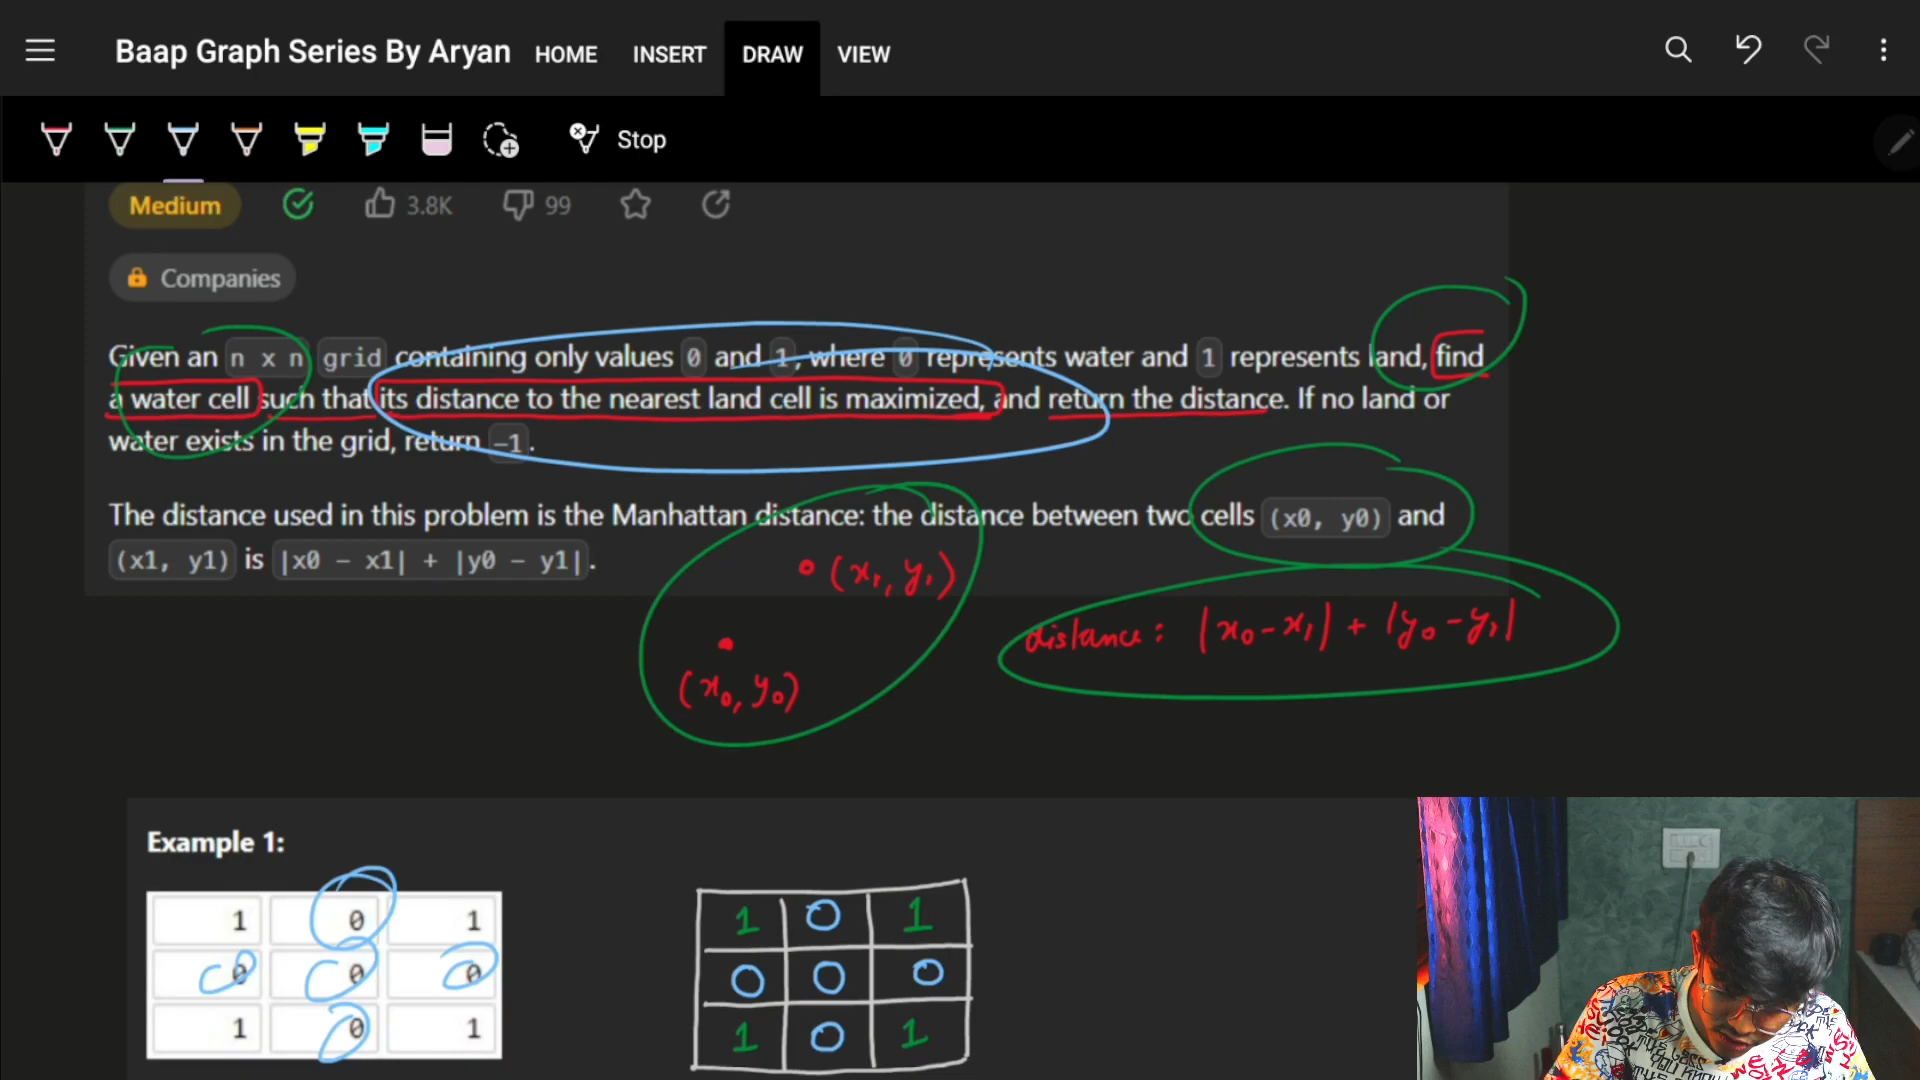 Baap Graph Series By Aryan HOME INSERT DRAW VIEW
Stop
Medium 3.8K 99
Companies
Given an n x n grid containing only values 0 and 1, where 0 represents water and 1 represents land, find
a water cell such that its distance to the nearest land cell is maximized, and return the distance. If no land or
water exists in the grid, return -1.
The distance used in this problem is the Manhattan distance: the distance between two cells (x0, y0) and
(x1, y1) is |x0 - x1| + |y0 - y1|.
(x₁, y₁)
distance: |x₀-x₁| + |y₀-y₁|
(x₀, y₀)
Example 1:
1 0 1
0 0 0
1 0 1
1 0 1
0 0 0
1 0 1